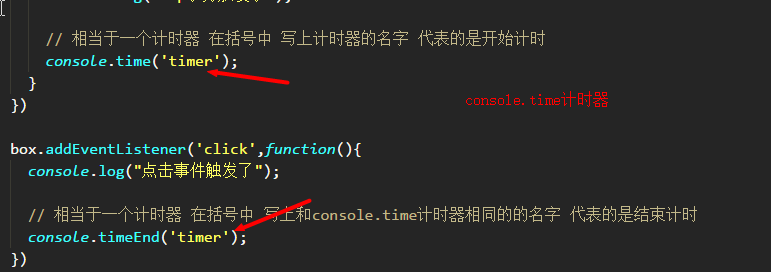 // 相当于一个计时器 在括号中 写上计时器的名字 代表的是开始计时
console.time('timer');
}
})
console.time计时器
box.addEventListener('click',function(){
console.log("点击事件触发了");
// 相当于一个计时器 在括号中 写上和console.time计时器相同的的名字 代表的是结束计时
console.timeEnd('timer');
})